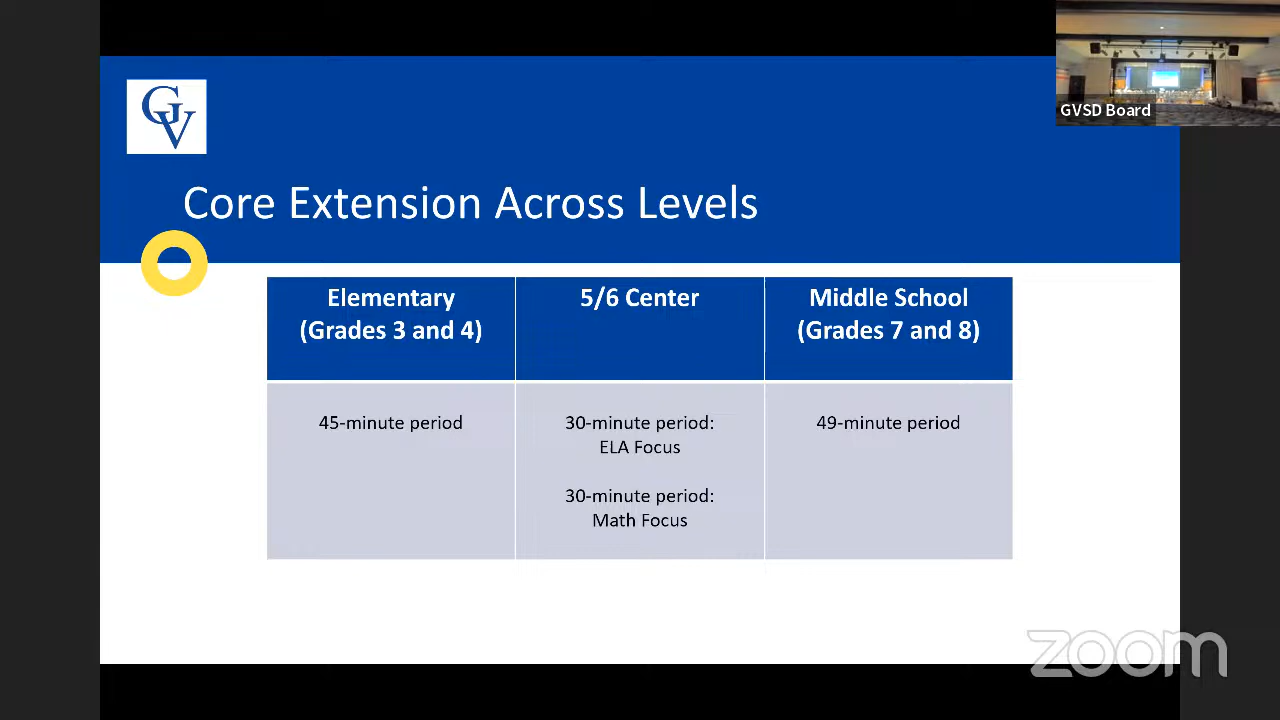 GV
GVSD Board
Core Extension Across Levels
Elementary
(Grades 3 and 4)
5/6 Center
Middle School
(Grades 7 and 8)
45-minute period
30-minute period:
ELA Focus
30-minute period:
Math Focus
49-minute period
zoom